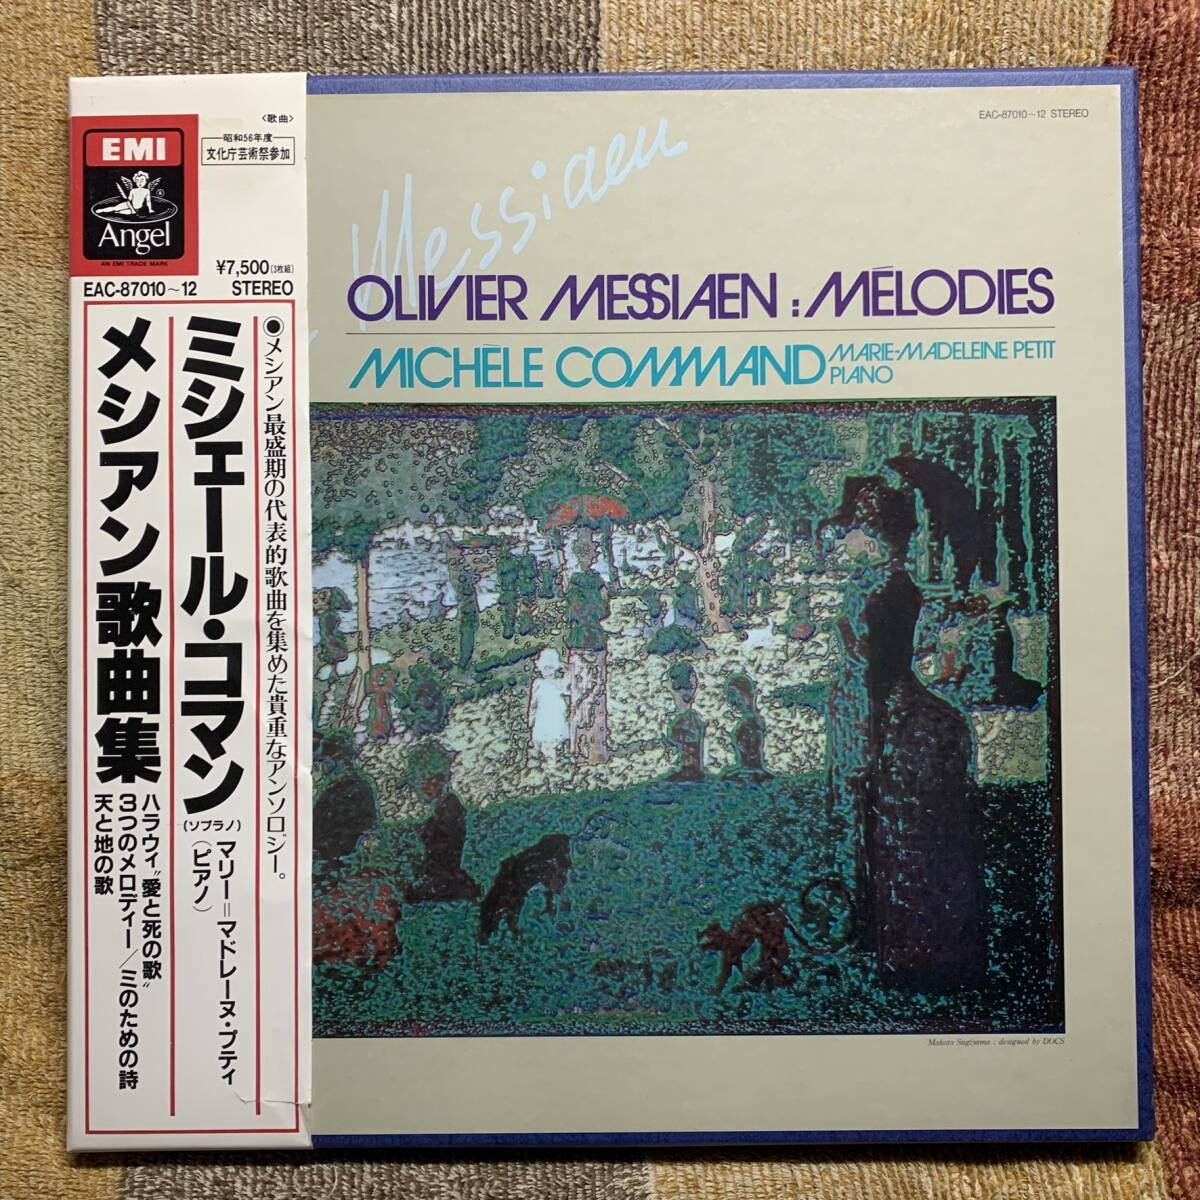 〈歌曲〉
昭和56年度
文化庁芸術祭参加
EMI
Angel
AN EMI TRADE MARK
¥7,500(3枚組)
EAC-87010~12 STEREO
●メシアン最盛期の代表的歌曲を集めた貴重なアンソロジー。
ミシェール・コマン(ソプラノ)
マリー=マドレーヌ・プティ(ピアノ)
メシアン歌曲集
ハラウィ“愛と死の歌”
3つのメロディー/ミのための詩
天と地の歌
EAC-87010~12 STEREO
Messiaen
OLIVIER MESSIAEN : MÉLODIES
MICHÈLE COMMAND
MARIE-MADELEINE PETIT
PIANO
Makoto Sugiyama : designed by DOCS